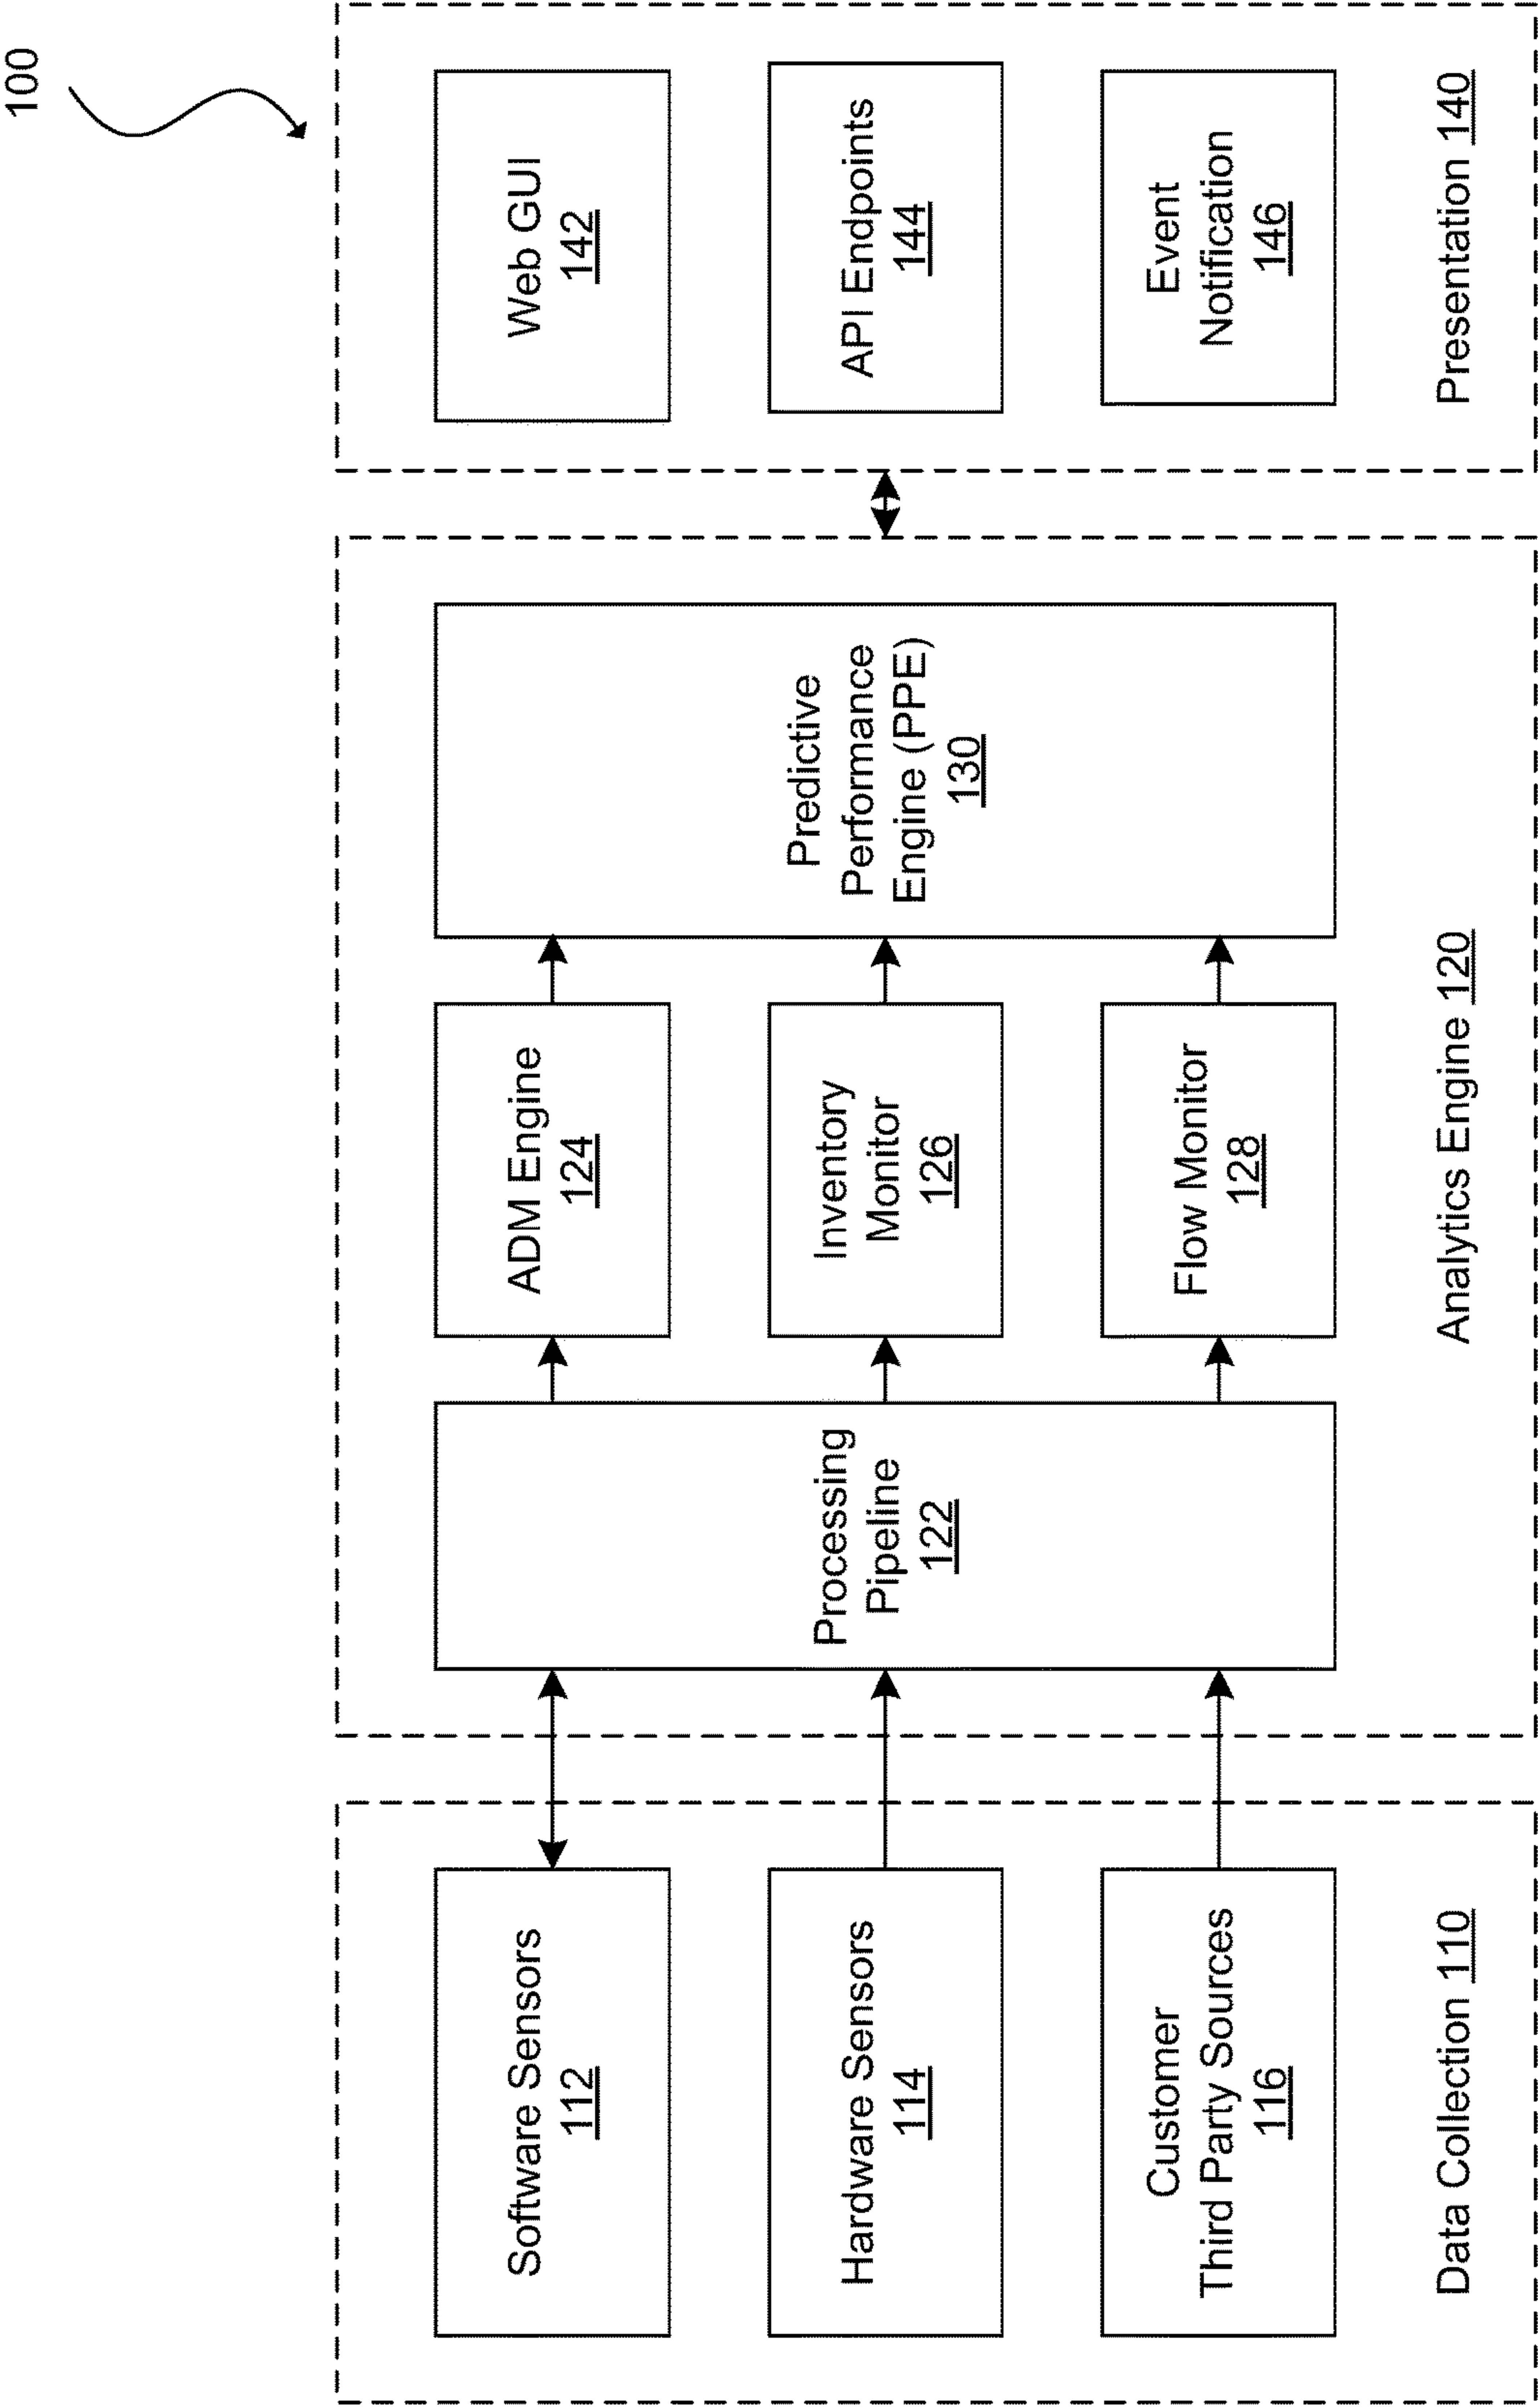 100
Software Sensors
112
Hardware Sensors
114
Customer
Third Party Sources
116
Data Collection 110
Processing
Pipeline
122
ADM Engine
124
Inventory
Monitor
126
Flow Monitor
128
Predictive
Performance
Engine (PPE)
130
Analytics Engine 120
Web GUI
142
API Endpoints
144
Event
Notification
146
Presentation 140